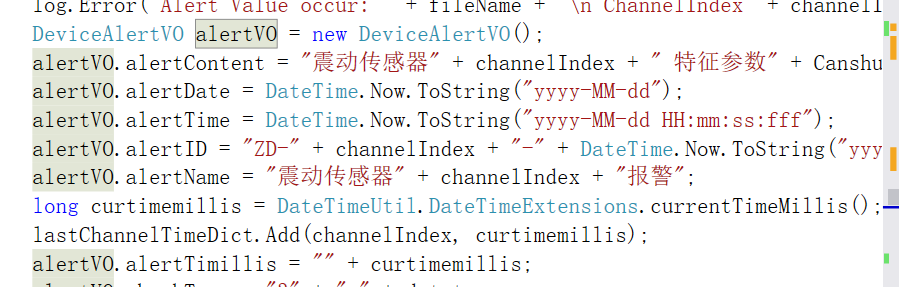 log.Error( Alert Value occur: " + fileName + "\n ChannelIndex" + channelI
DeviceAlertVO alertVO = new DeviceAlertVO();
alertVO.alertContent = "震动传感器" + channelIndex + " 特征参数" + Canshu
alertVO.alertDate = DateTime.Now.ToString("yyyy-MM-dd");
alertVO.alertTime = DateTime.Now.ToString("yyyy-MM-dd HH:mm:ss:fff");
alertVO.alertID = "ZD-" + channelIndex + "-" + DateTime.Now.ToString("yyy
alertVO.alertName = "震动传感器" + channelIndex + "报警";
long curtimemillis = DateTimeUtil.DateTimeExtensions.currentTimeMillis();
lastChannelTimeDict.Add(channelIndex, curtimemillis);
alertVO.alertTimillis = "" + curtimemillis;